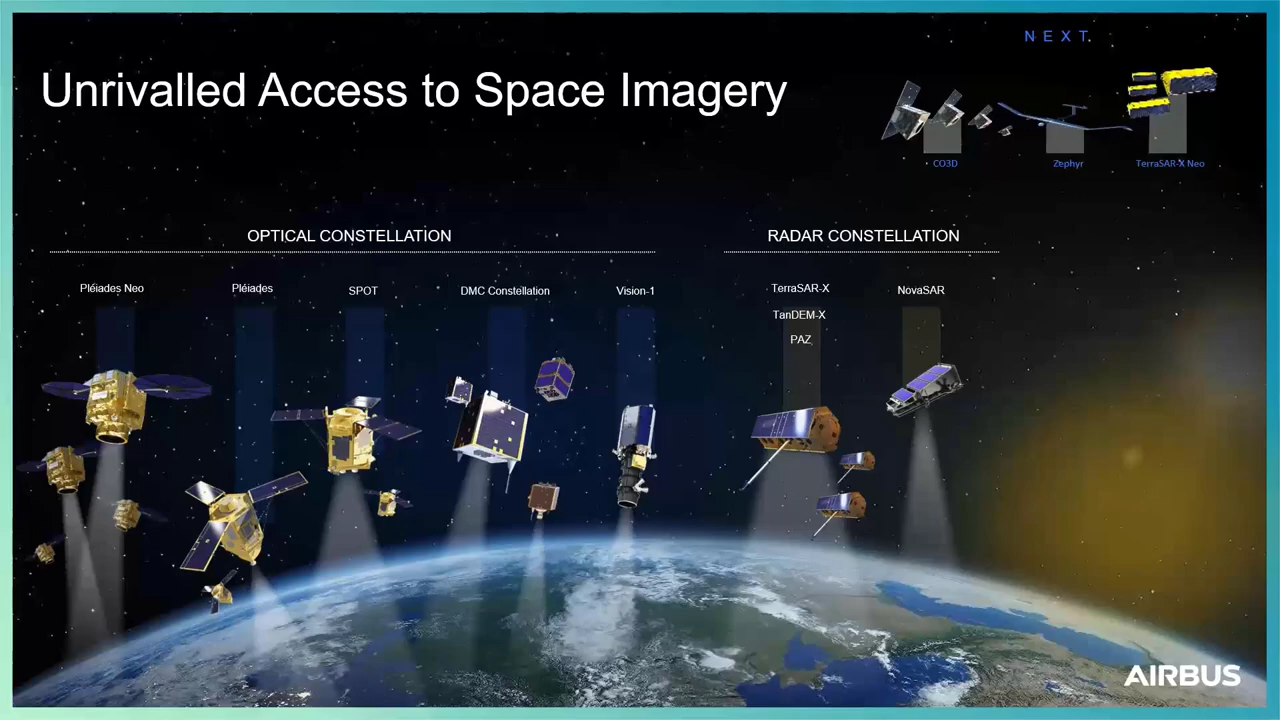 NEXT
Unrivalled Access to Space Imagery
CO3D
Zephyr
TerraSAR-X Neo
OPTICAL CONSTELLATION
RADAR CONSTELLATION
Pléiades Neo
Pléiades
SPOT
DMC Constellation
Vision-1
TerraSAR-X
TanDEM-X
PAZ
NovaSAR
AIRBUS